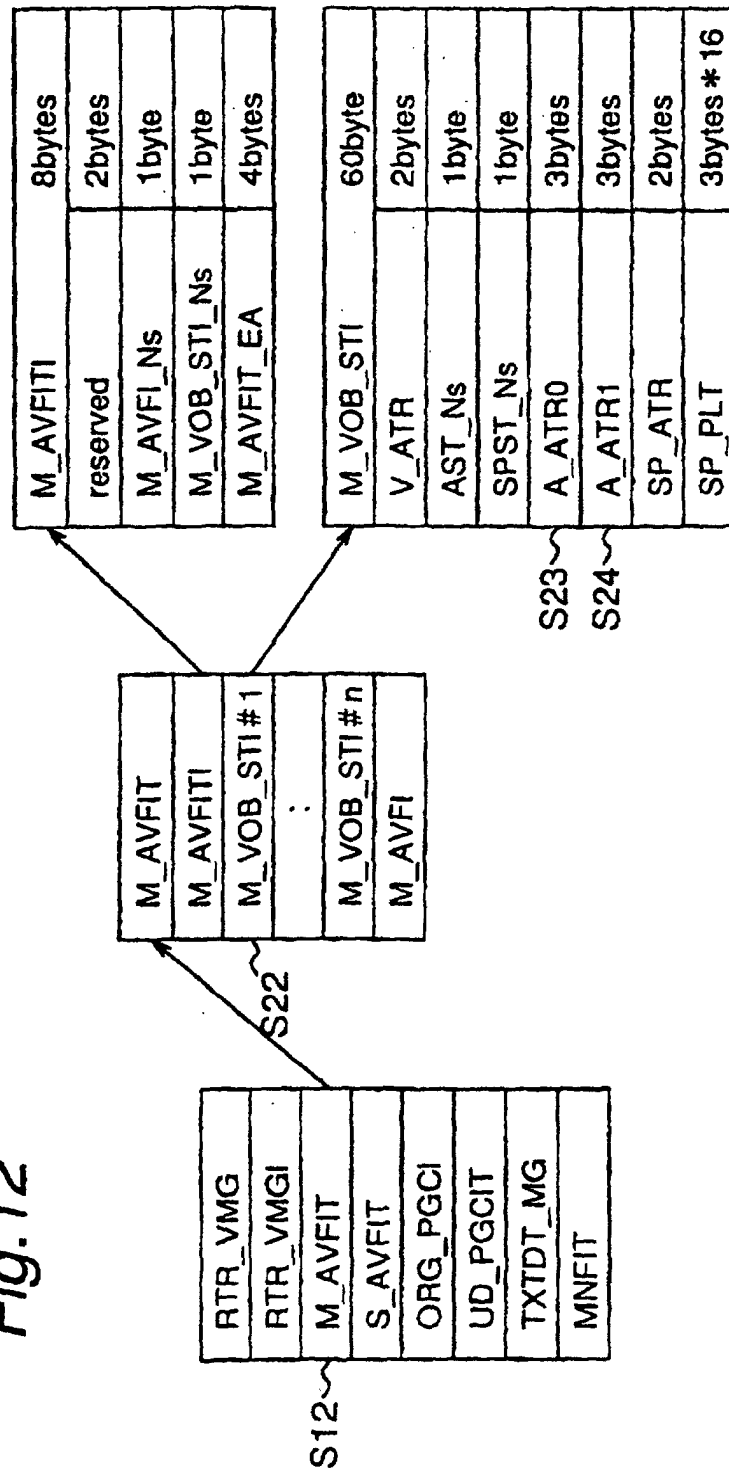 Fig.12
RTR_VMG
RTR_VMGI
S12 M_AVFIT
S_AVFIT
ORG_PGCI
UD_PGCIT
TXTDT_MG
MNFIT
M_AVFIT
M_AVFITI
S22 M_VOB_STI#1
:
M_VOB_STI#n
M_AVFI
M_AVFITI 8bytes
reserved 2bytes
M_AVFI_Ns 1byte
M_VOB_STI_Ns 1byte
M_AVFIT_EA 4bytes
M_VOB_STI 60byte
V_ATR 2bytes
AST_Ns 1byte
SPST_Ns 1byte
S23 A_ATR0 3bytes
S24 A_ATR1 3bytes
SP_ATR 2bytes
SP_PLT 3bytes*16